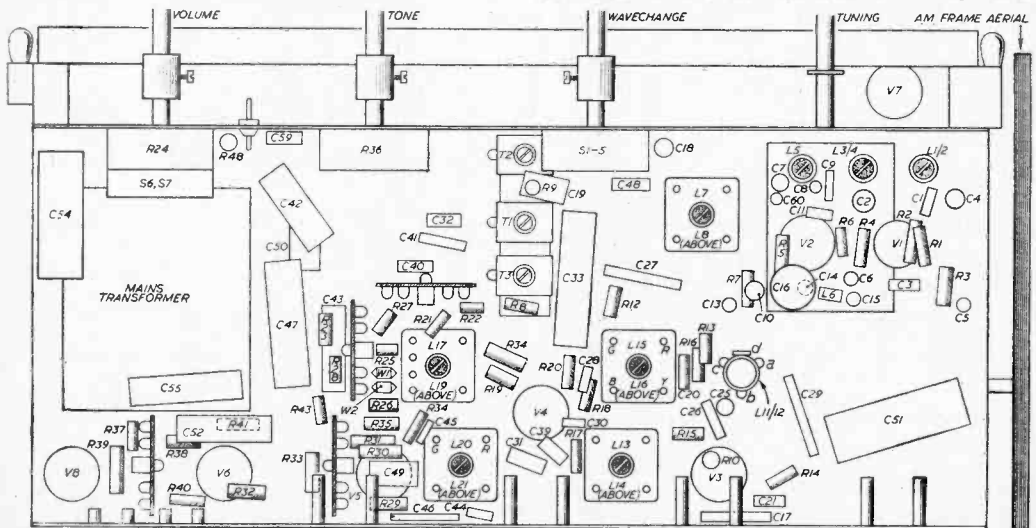 VOLUME
TONE
WAVECHANGE
TUNING
AM FRAME AERIAL
V7
R24
R48
C59
R36
T2
S1-5
C18
L5
L3/4
L1/2
S6,S7
C54
C42
R9
C19
C48
L7
C7
C8
C9
C60
C2
C1
C4
C32
T1
C11
L8
(ABOVE)
C41
C50
V2
R6
R4
R2
V1
R1
R5
C40
T3
C33
C27
C14
C6
R3
MAINS
TRANSFORMER
C16
L6
C15
C3
R7
C13
C10
C5
C47
C43
R27
R21
R22
R8
R12
R25
W1
L17
R34
L15
G
R
R16
R13
d
c
a
b
R19
R20
C28
L19
(ABOVE)
L16
(ABOVE)
B
Y
C20
L11/12
C55
R43
W2
R26
R34
C45
V4
R18
C25
C26
C29
C51
R37
C52
R41
R35
R31
C30
R17
L13
R15
R39
R38
R33
R30
G
L20
R
C31
C39
V8
V6
C49
V5
L21
(ABOVE)
L14
(ABOVE)
R10
V3
R14
R40
R32
R29
C46
C44
C21
C17